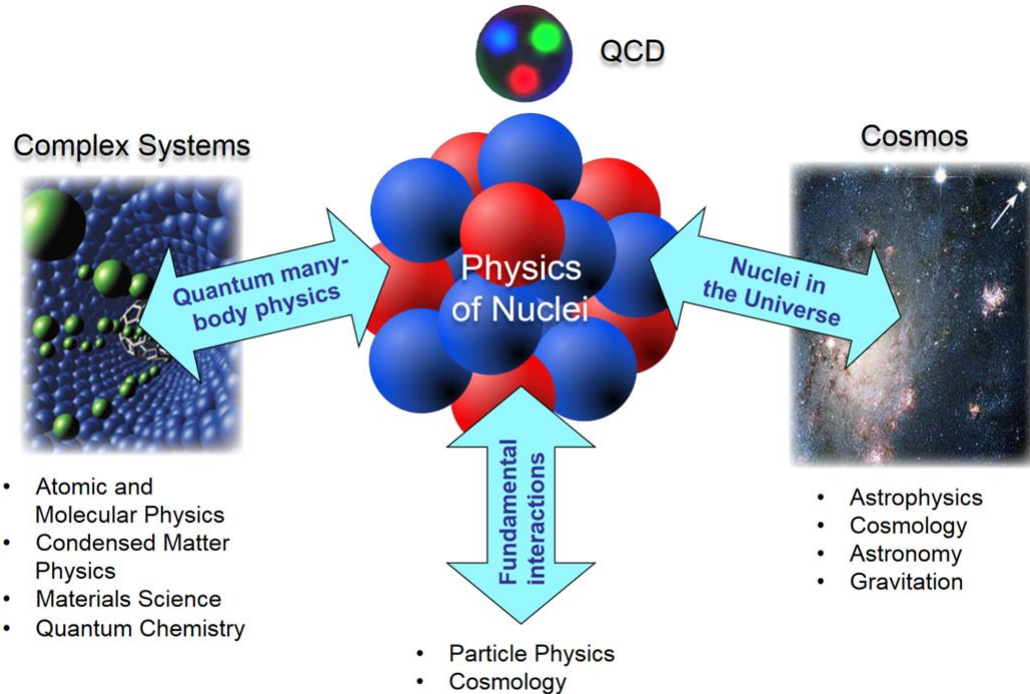 QCD
Complex Systems
Cosmos
Quantum many-
body physics
Physics
of Nuclei
Nuclei in
the Universe
Fundamental
interactions
• Atomic and
Molecular Physics
• Condensed Matter
Physics
• Materials Science
• Quantum Chemistry
• Astrophysics
• Cosmology
• Astronomy
• Gravitation
• Particle Physics
• Cosmology